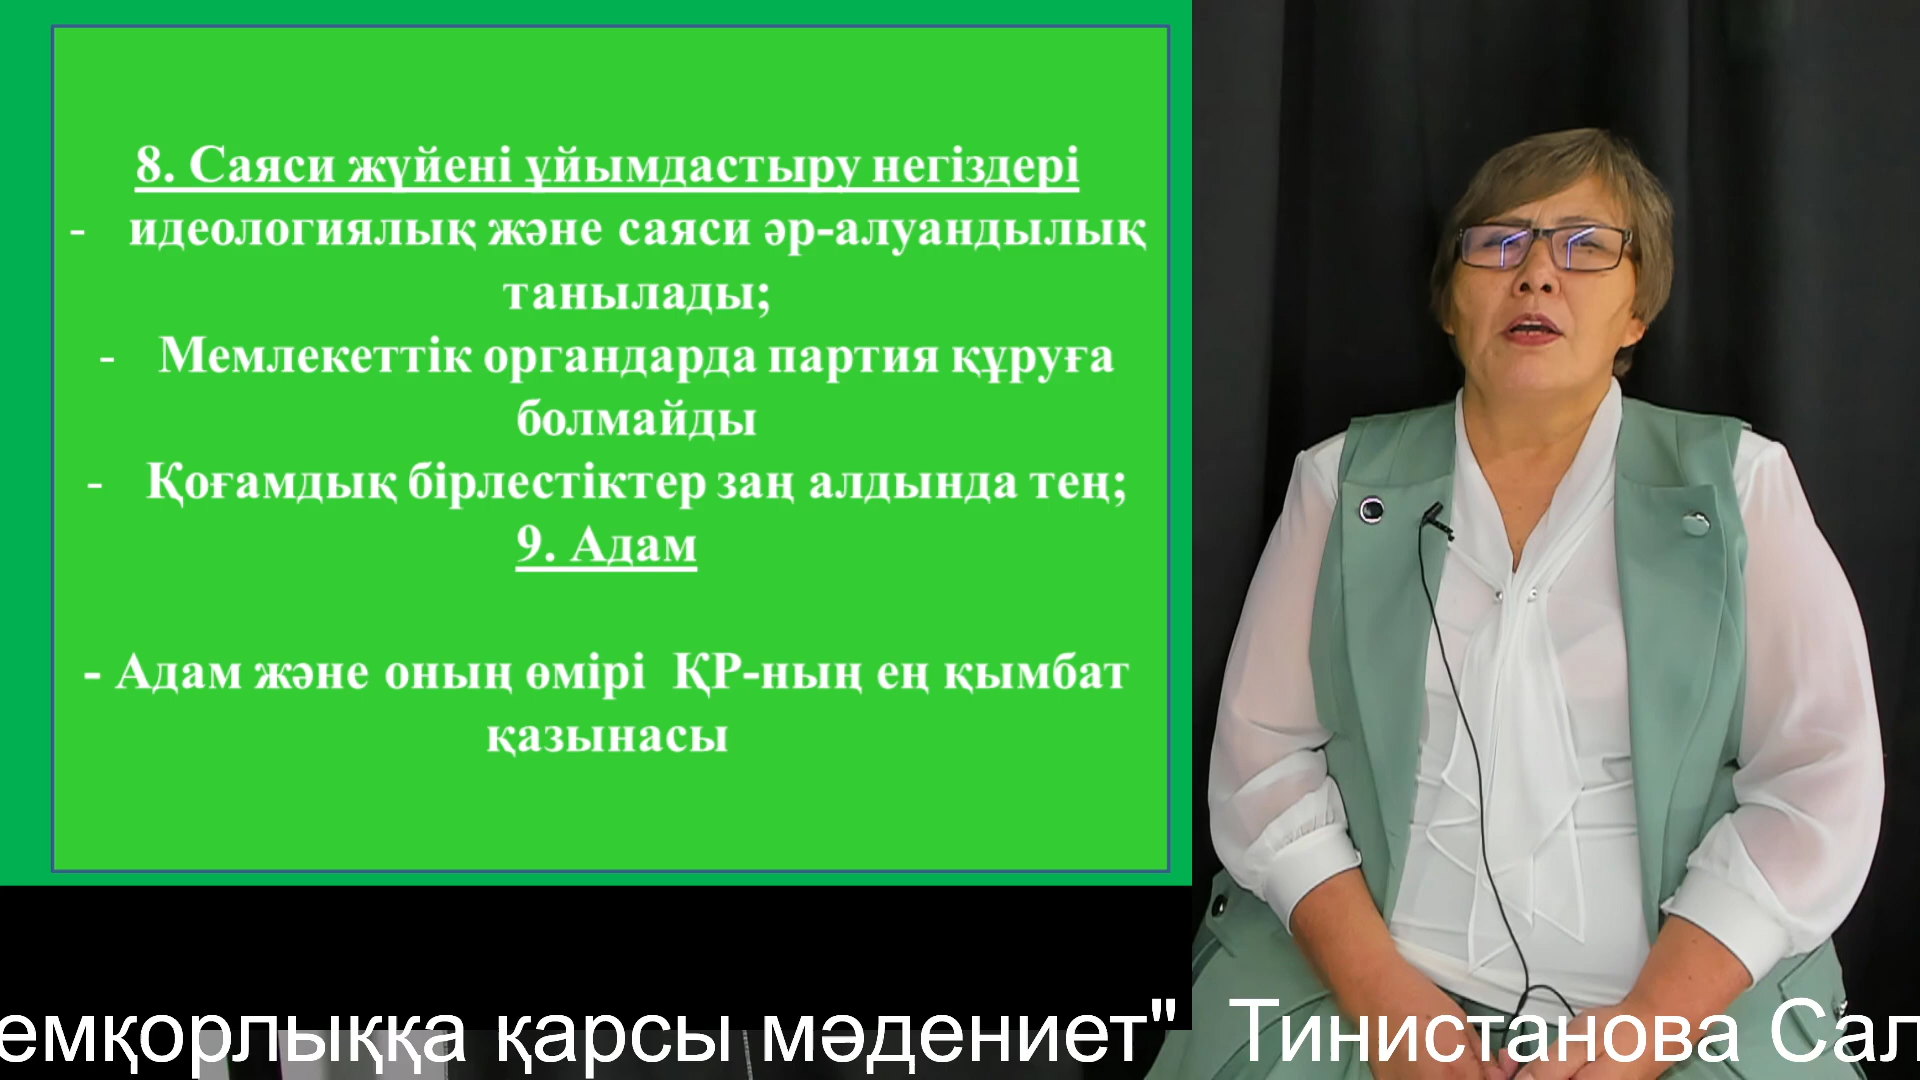 8. Саяси жүйені ұйымдастыру негіздері
- идеологиялық және саяси әр-алуандылық
танылады;
- Мемлекеттік органдарда партия құруға
болмайды
- Қоғамдық бірлестіктер заң алдында тең;
9. Адам
- Адам және оның өмірі ҚР-ның ең қымбат
қазынасы
емқорлыққа қарсы мәдениет" Тинистанова Сал